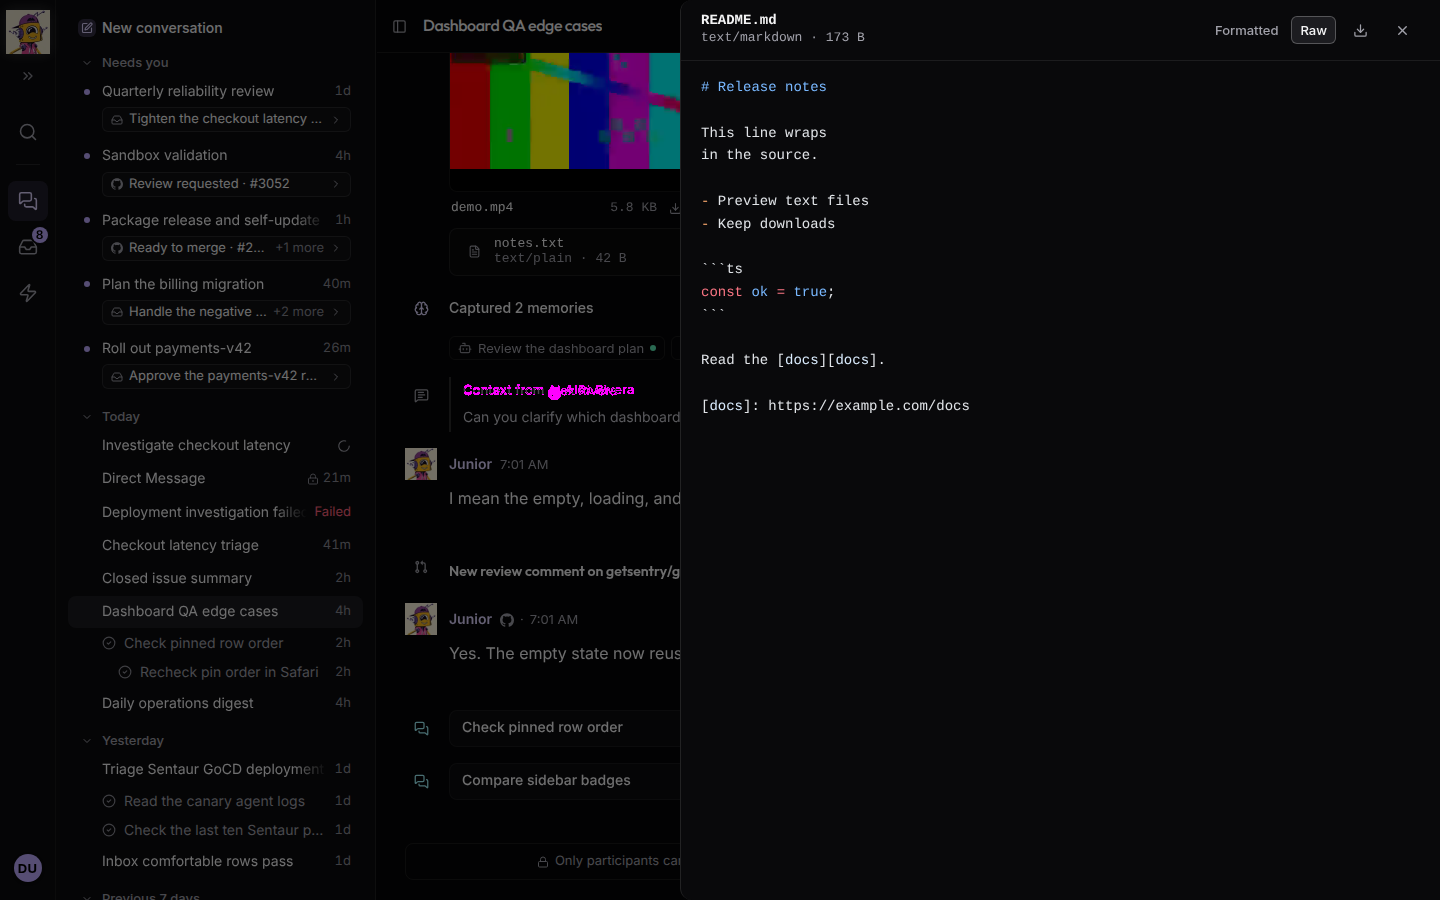 New conversation
Needs you
Quarterly reliability review 1d
Tighten the checkout latency ...
Sandbox validation 4h
Review requested · #3052
Package release and self-update 1h
Ready to merge · #2... +1 more
8
Plan the billing migration 40m
Handle the negative ... +2 more
Roll out payments-v42 26m
Approve the payments-v42 r...
Today
Investigate checkout latency
Direct Message 21m
Deployment investigation failed Failed
Checkout latency triage 41m
Closed issue summary 2h
Dashboard QA edge cases 4h
Check pinned row order 2h
Recheck pin order in Safari 2h
Daily operations digest 4h
Yesterday
Triage Sentaur GoCD deployment 1d
Read the canary agent logs 1d
Check the last ten Sentaur p... 1d
Inbox comfortable rows pass 1d
Previous 7 days
DU
Dashboard QA edge cases
demo.mp4 5.8 KB
notes.txt
text/plain · 42 B
Captured 2 memories
Review the dashboard plan
Context from
Can you clarify which dashboard
Junior 7:01 AM
I mean the empty, loading, and
New review comment on getsentry/g
Junior · 7:01 AM
Yes. The empty state now reus
Check pinned row order
Compare sidebar badges
Only participants can
README.md
text/markdown · 173 B
Formatted Raw
# Release notes
This line wraps
in the source.
- Preview text files
- Keep downloads
```ts
const ok = true;
```
Read the [docs][docs].
[docs]: https://example.com/docs